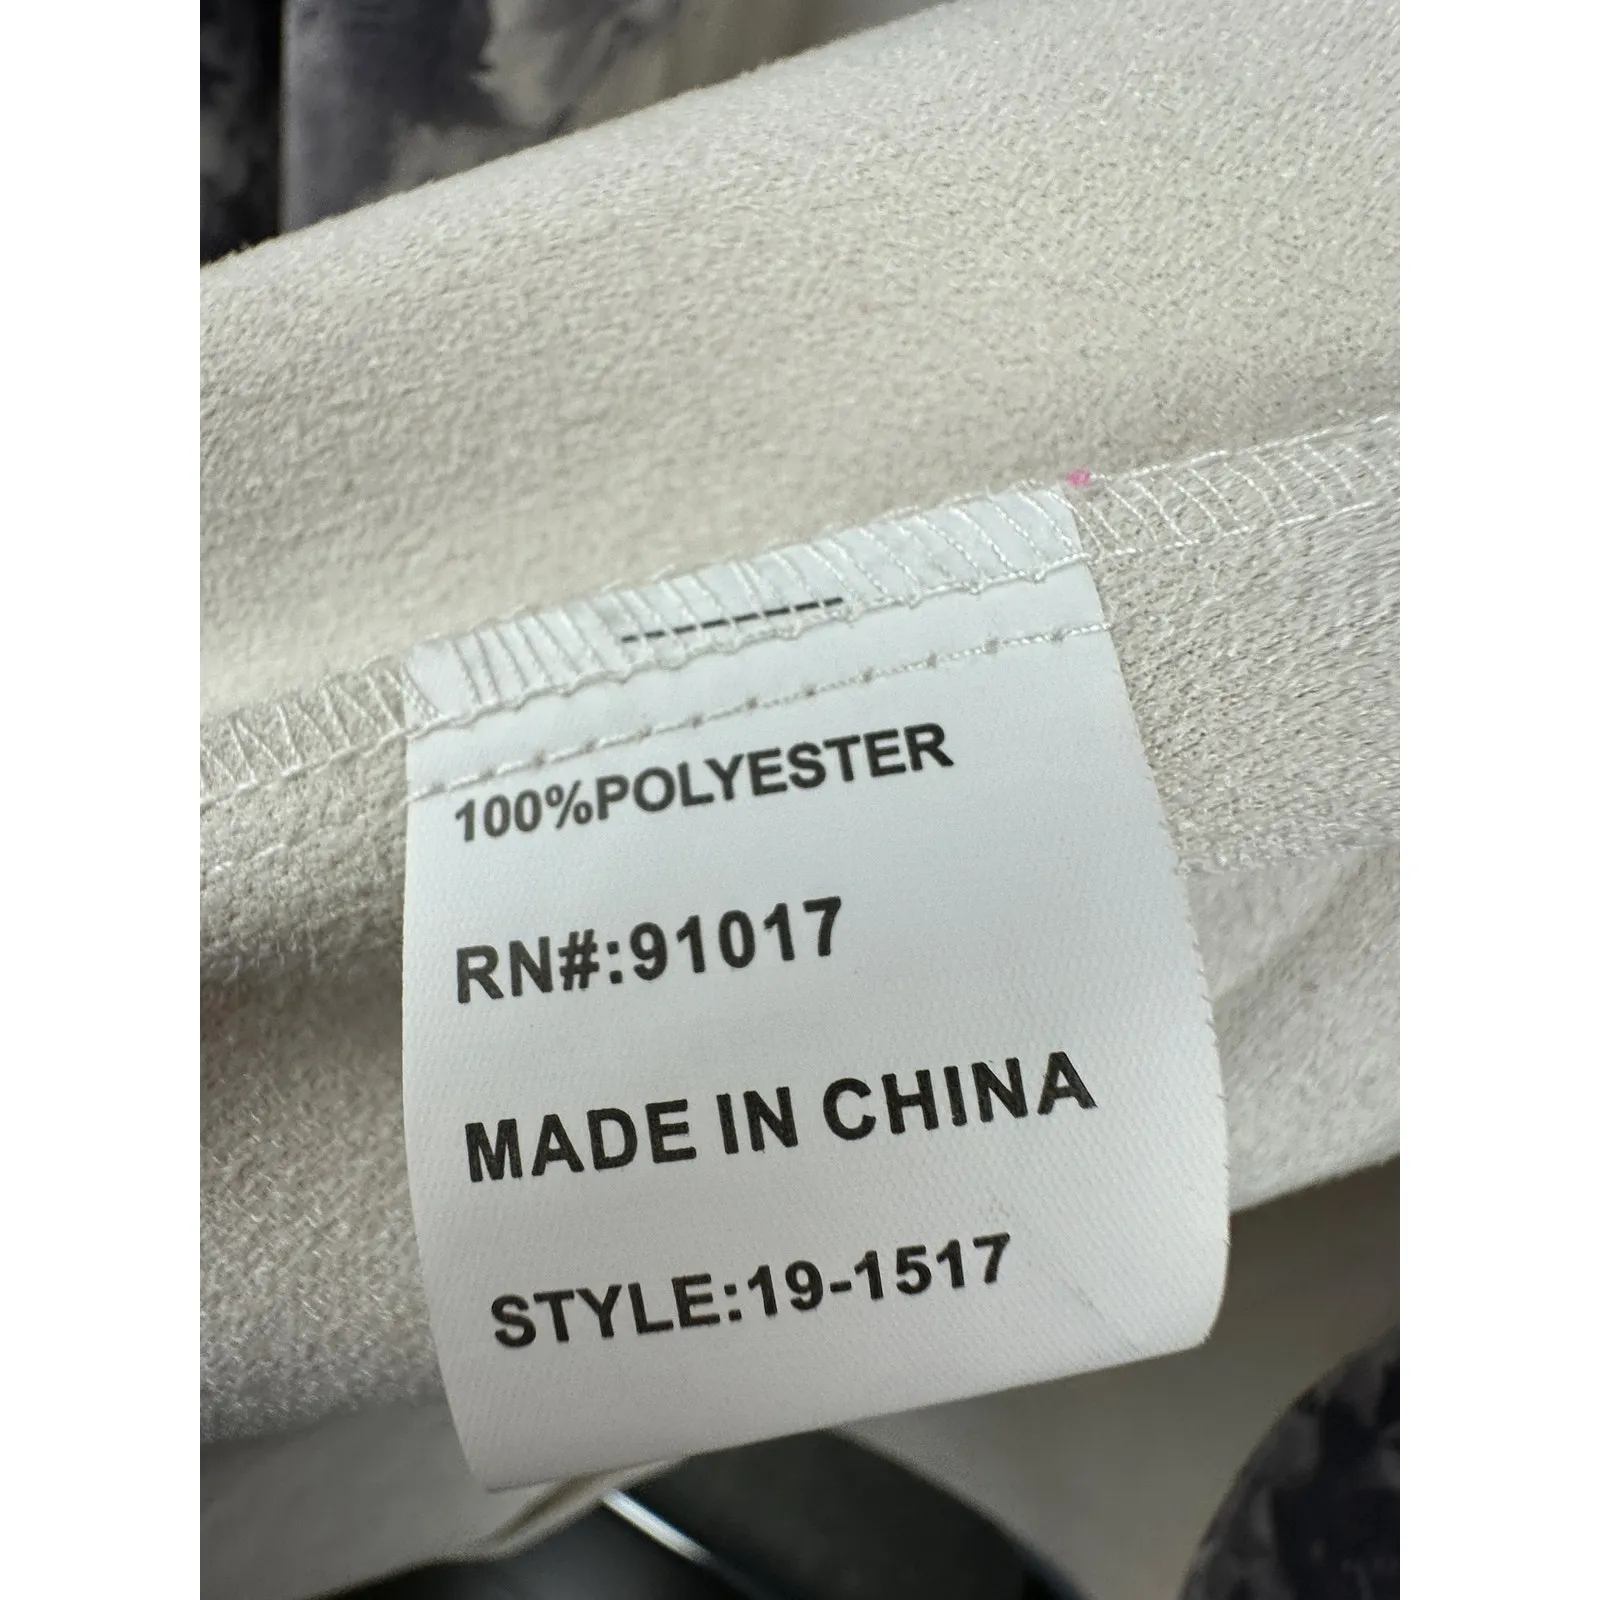 100%POLYESTER
RN#:91017
MADE IN CHINA
STYLE:19-1517